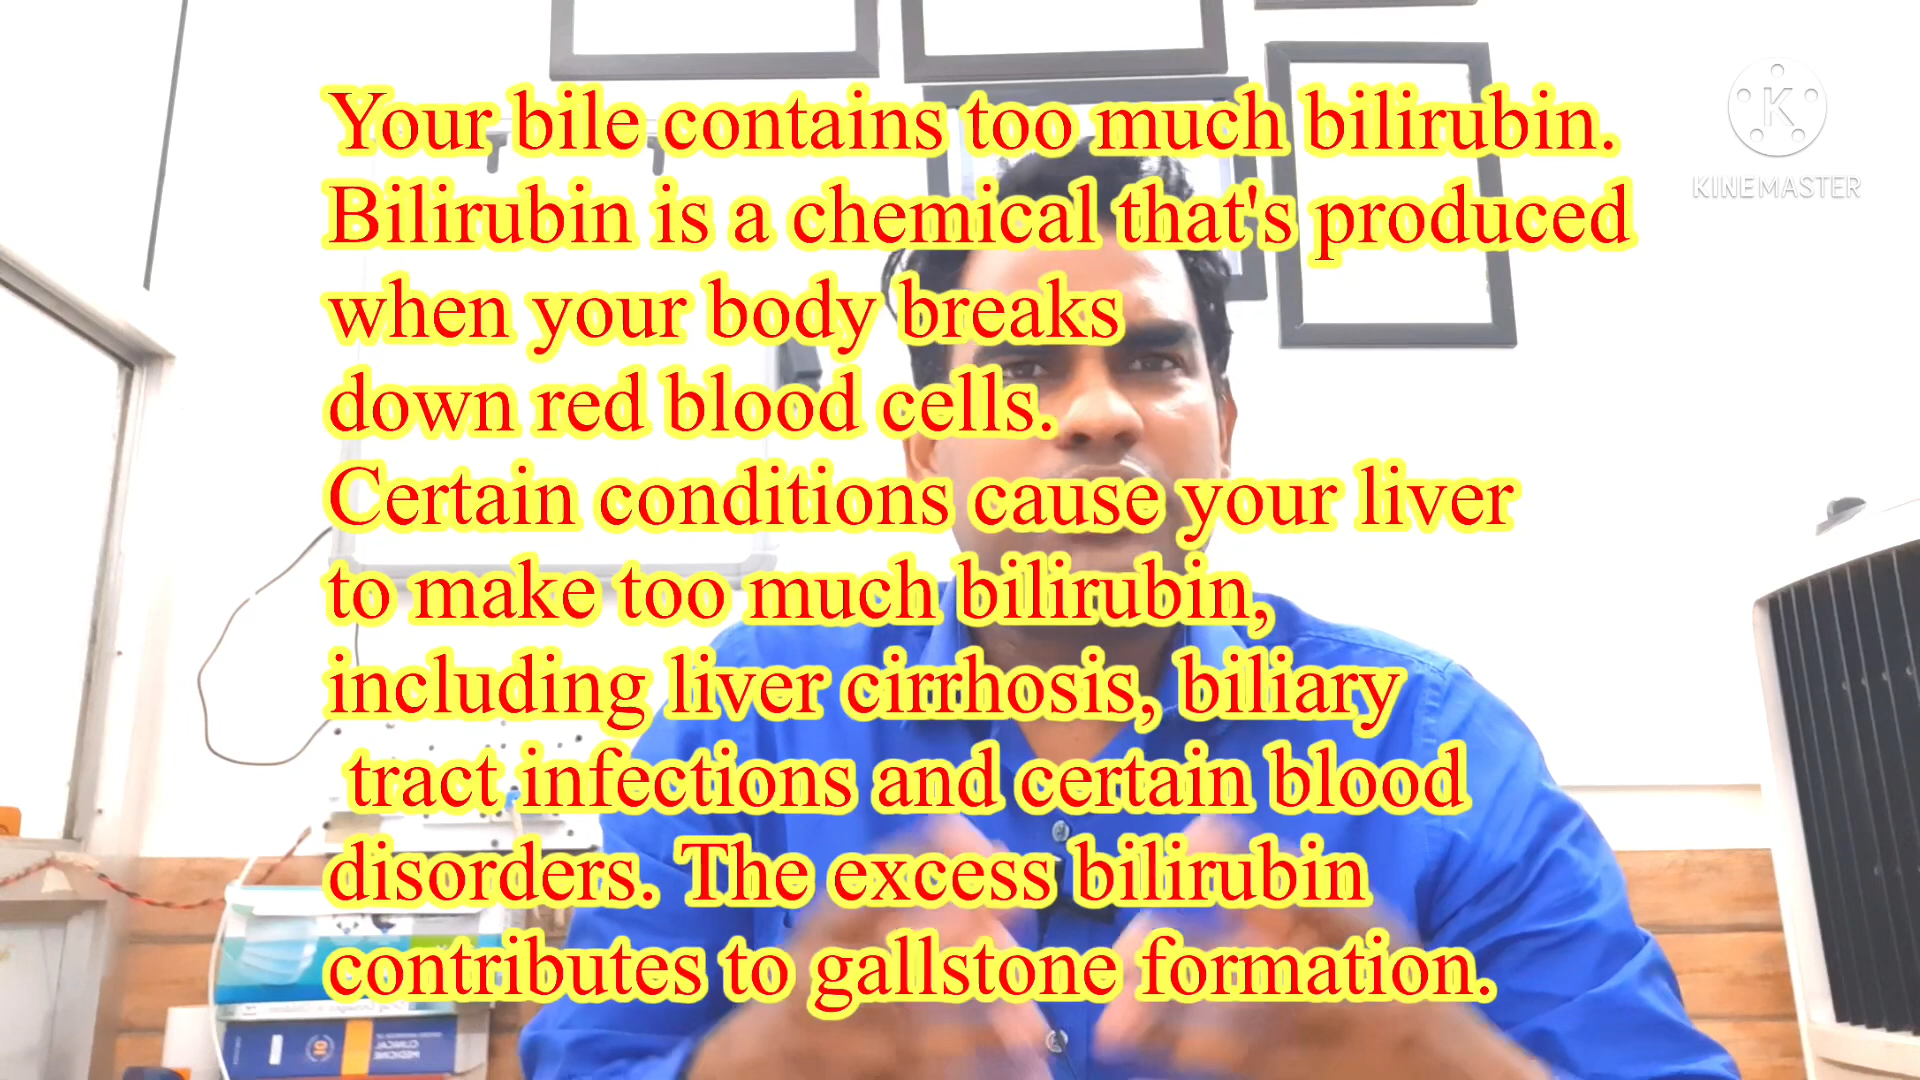 Your bile contains too much bilirubin.
Bilirubin is a chemical that's produced
when your body breaks
down red blood cells.
Certain conditions cause your liver
to make too much bilirubin,
including liver cirrhosis, biliary
tract infections and certain blood
disorders. The excess bilirubin
contributes to gallstone formation.
K
KINEMASTER
CLINICAL
MEDICINE